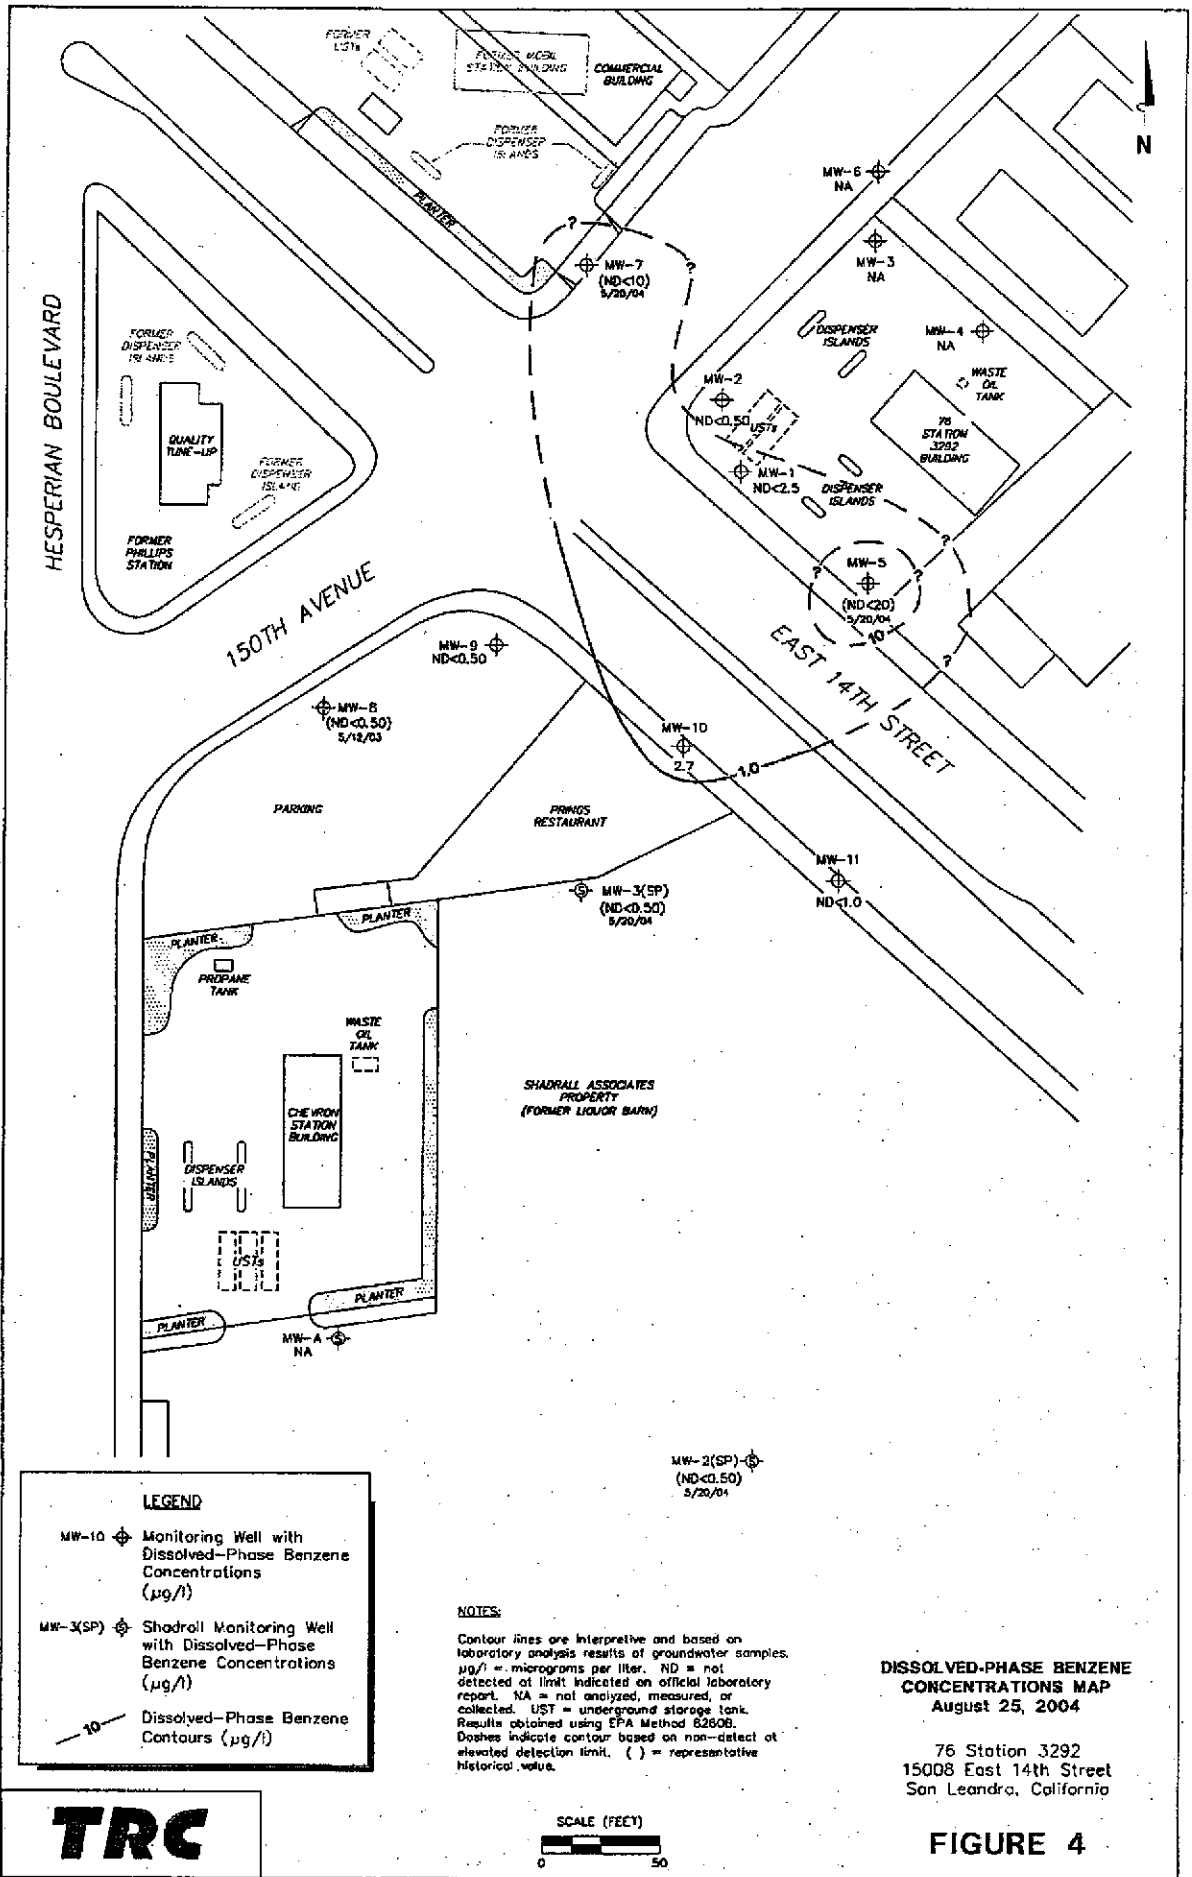 FORMER
USTs
FORMER MOBIL
STATION BUILDING
COMMERCIAL
BUILDING
FORMER
DISPENSER
ISLANDS
PLANTER
N
MW-6
NA
MW-3
NA
MW-7
(ND<10)
5/20/04
?
?
HESPERIAN BOULEVARD
FORMER
DISPENSER
ISLANDS
QUALITY
TUNE-UP
FORMER
DISPENSER
ISLAND
FORMER
PHILLIPS
STATION
DISPENSER
ISLANDS
MW-4
NA
WASTE
OIL
TANK
MW-2
ND<0.50
USTs
76
STATION
3292
BUILDING
MW-1
ND<2.5
DISPENSER
ISLANDS
?
?
?
MW-5
(ND<20)
5/20/04
10
?
150TH AVENUE
EAST 14TH STREET
MW-9
ND<0.50
MW-8
(ND<0.50)
5/12/03
MW-10
2.7
1.0
PARKING
PRINGS
RESTAURANT
MW-11
ND<1.0
MW-3(SP)
(ND<0.50)
5/20/04
PLANTER
PLANTER
PROPANE
TANK
WASTE
OIL
TANK
SHADRALL ASSOCIATES
PROPERTY
(FORMER LIQUOR BARN)
CHEVRON
STATION
BUILDING
PLANTER
DISPENSER
ISLANDS
USTs
PLANTER
PLANTER
MW-A
NA
MW-2(SP)
(ND<0.50)
5/20/04
LEGEND
MW-10 Monitoring Well with
Dissolved-Phase Benzene
Concentrations
(µg/l)
MW-3(SP) Shadrall Monitoring Well
with Dissolved-Phase
Benzene Concentrations
(µg/l)
10 Dissolved-Phase Benzene
Contours (µg/l)
NOTES:
Contour lines are interpretive and based on
laboratory analysis results of groundwater samples.
µg/l = micrograms per liter. ND = not
detected at limit indicated on official laboratory
report. NA = not analyzed, measured, or
collected. UST = underground storage tank.
Results obtained using EPA Method 8260B.
Dashes indicate contour based on non-detect at
elevated detection limit. ( ) = representative
historical value.
DISSOLVED-PHASE BENZENE
CONCENTRATIONS MAP
August 25, 2004
76 Station 3292
15008 East 14th Street
San Leandro, California
TRC
SCALE (FEET)
0 50
FIGURE 4